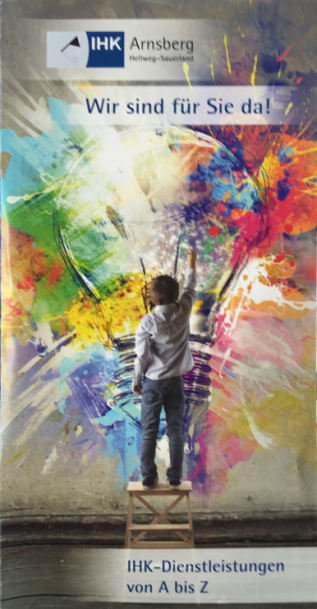 IHK Arnsberg
Hellweg-Sauerland
Wir sind für Sie da!
IHK-Dienstleistungen
von A bis Z